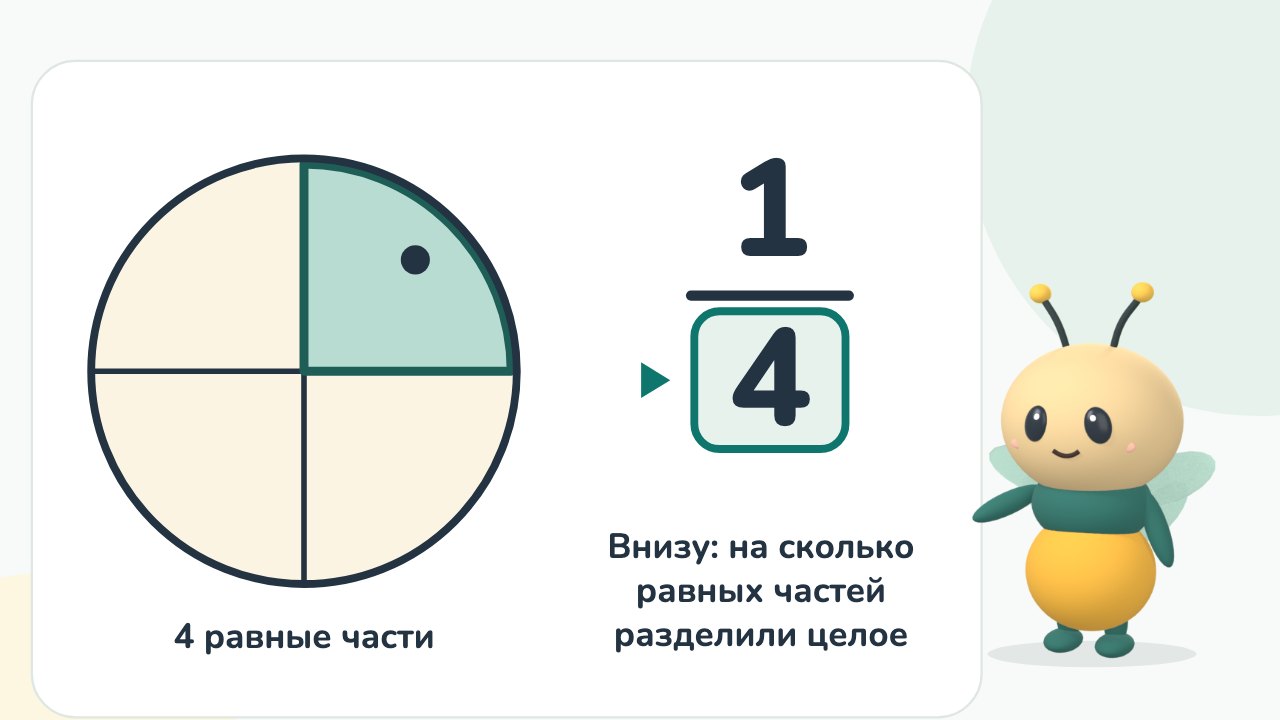 1
4
4 равные части
Внизу: на сколько
равных частей
разделили целое